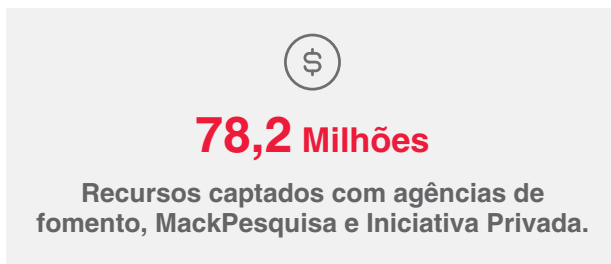 $
78,2 Milhões
Recursos captados com agências de
fomento, MackPesquisa e Iniciativa Privada.